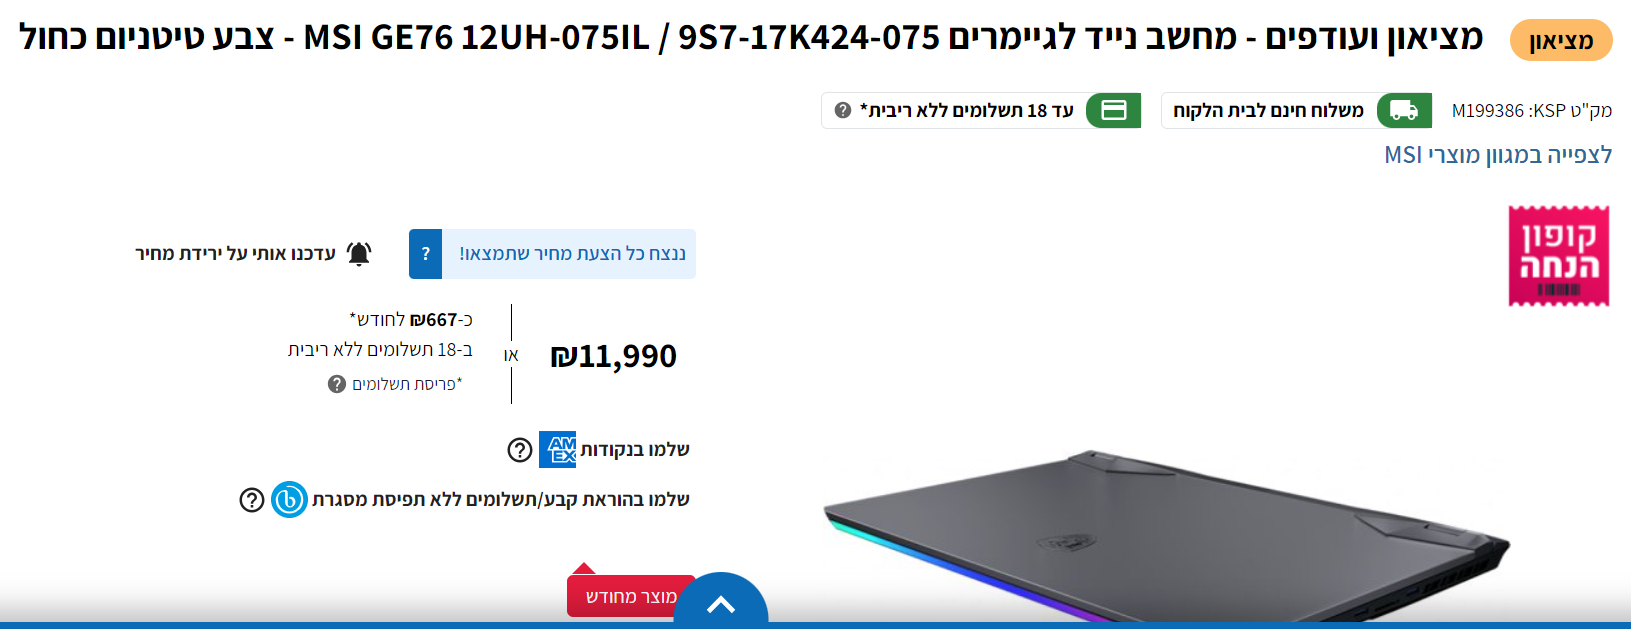 מציאון
מציאון ועודפים - מחשב נייד לגיימרים MSI GE76 12UH-075IL / 9S7-17K424-075 - צבע טיטניום כחול
מק"ט KSP: M199386
משלוח חינם לבית הלקוח
עד 18 תשלומים ללא ריבית*
לצפייה במגוון מוצרי MSI
קופון
הנחה
ננצח כל הצעת מחיר שתמצאו!
?
עדכנו אותי על ירידת מחיר
₪11,990
או
כ-₪667 לחודש*
ב-18 תשלומים ללא ריבית
*פריסת תשלומים
שלמו בנקודות
AM
EX
שלמו בהוראת קבע/תשלומים ללא תפיסת מסגרת
מוצר מחודש